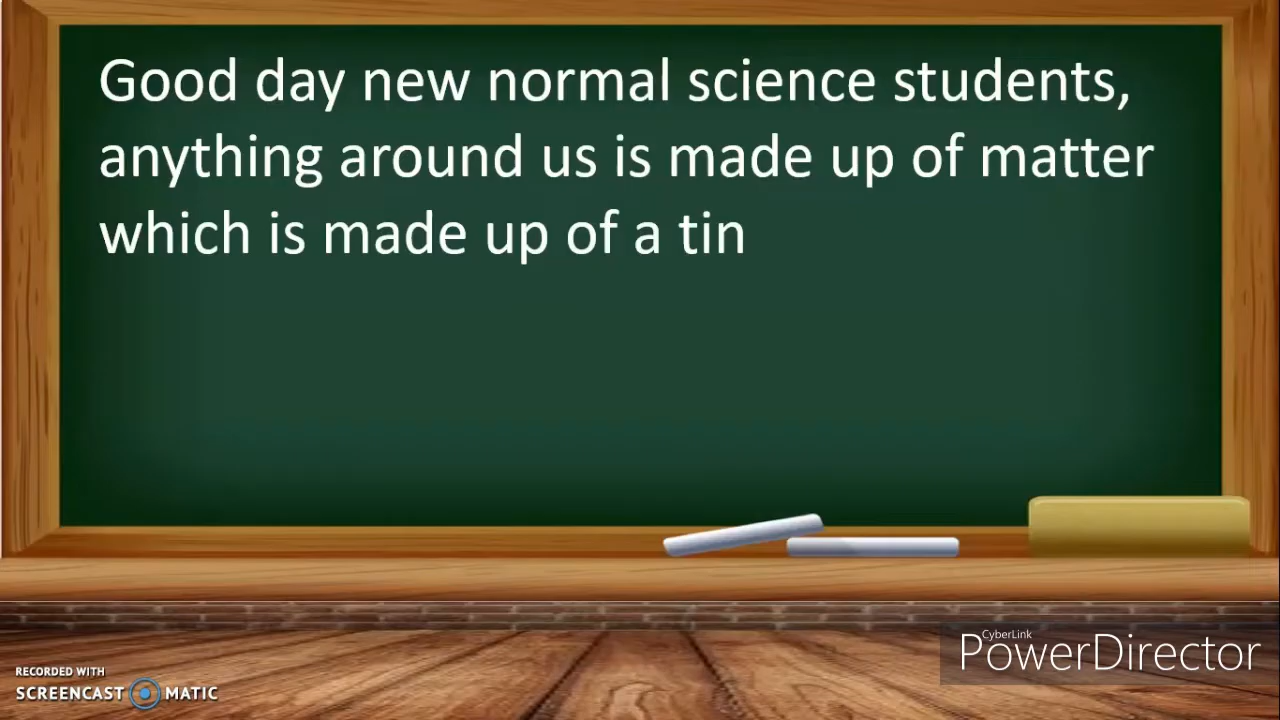 Good day new normal science students,
anything around us is made up of matter
which is made up of a tin
CyberLink
PowerDirector
RECORDED WITH
SCREENCAST MATIC